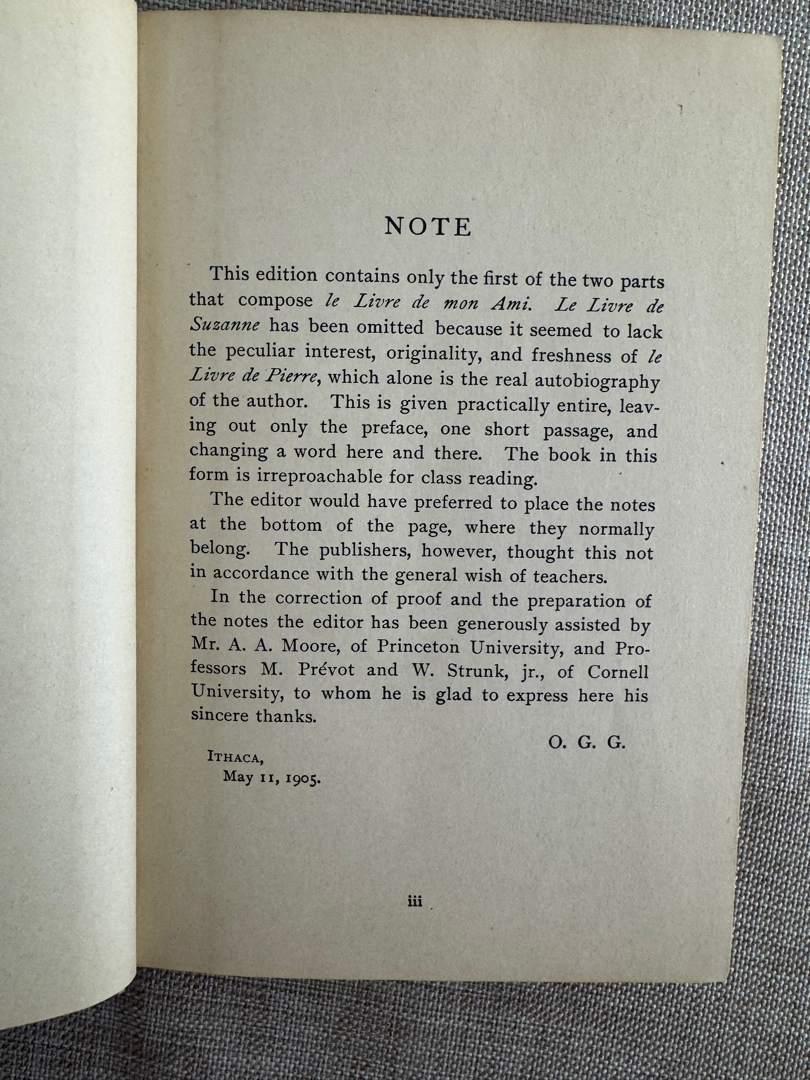 NOTE
This edition contains only the first of the two parts
that compose le Livre de mon Ami. Le Livre de
Suzanne has been omitted because it seemed to lack
the peculiar interest, originality, and freshness of le
Livre de Pierre, which alone is the real autobiography
of the author. This is given practically entire, leav-
ing out only the preface, one short passage, and
changing a word here and there. The book in this
form is irreproachable for class reading.
The editor would have preferred to place the notes
at the bottom of the page, where they normally
belong. The publishers, however, thought this not
in accordance with the general wish of teachers.
In the correction of proof and the preparation of
the notes the editor has been generously assisted by
Mr. A. A. Moore, of Princeton University, and Pro-
fessors M. Prévot and W. Strunk, jr., of Cornell
University, to whom he is glad to express here his
sincere thanks.
O. G. G.
ITHACA,
May 11, 1905.
iii